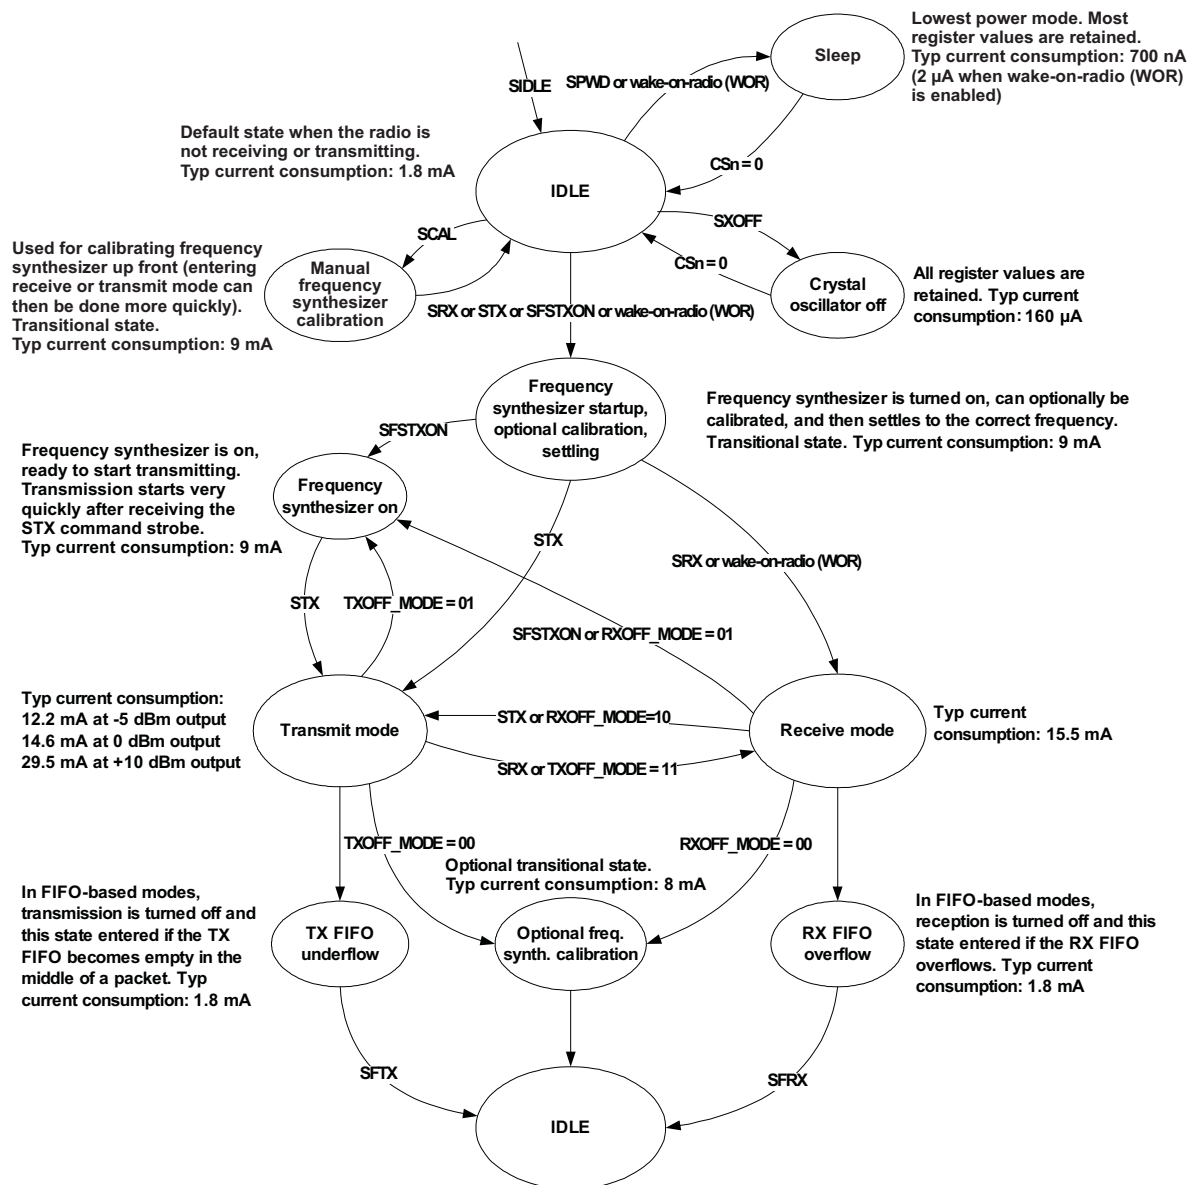 Lowest power mode. Most
register values are retained.
Typ current consumption: 700 nA
(2 µA when wake-on-radio (WOR)
is enabled)
Sleep
SIDLE
SPWD or wake-on-radio (WOR)
Default state when the radio is
not receiving or transmitting.
Typ current consumption: 1.8 mA
CSn = 0
IDLE
SXOFF
SCAL
CSn = 0
Used for calibrating frequency
synthesizer up front (entering
receive or transmit mode can
then be done more quickly).
Transitional state.
Typ current consumption: 9 mA
Manual
frequency
synthesizer
calibration
Crystal
oscillator off
All register values are
retained. Typ current
consumption: 160 µA
SRX or STX or SFSTXON or wake-on-radio (WOR)
Frequency
synthesizer startup,
optional calibration,
settling
Frequency synthesizer is turned on, can optionally be
calibrated, and then settles to the correct frequency.
Transitional state. Typ current consumption: 9 mA
SFSTXON
Frequency synthesizer is on,
ready to start transmitting.
Transmission starts very
quickly after receiving the
STX command strobe.
Typ current consumption: 9 mA
Frequency
synthesizer on
STX
SRX or wake-on-radio (WOR)
STX
TXOFF_MODE = 01
SFSTXON or RXOFF_MODE = 01
Typ current consumption:
12.2 mA at -5 dBm output
14.6 mA at 0 dBm output
29.5 mA at +10 dBm output
Transmit mode
STX or RXOFF_MODE=10
SRX or TXOFF_MODE = 11
Receive mode
Typ current
consumption: 15.5 mA
TXOFF_MODE = 00
RXOFF_MODE = 00
Optional transitional state.
Typ current consumption: 8 mA
In FIFO-based modes,
transmission is turned off and
this state entered if the TX
FIFO becomes empty in the
middle of a packet. Typ
current consumption: 1.8 mA
TX FIFO
underflow
Optional freq.
synth. calibration
RX FIFO
overflow
In FIFO-based modes,
reception is turned off and this
state entered if the RX FIFO
overflows. Typ current
consumption: 1.8 mA
SFTX
SFRX
IDLE